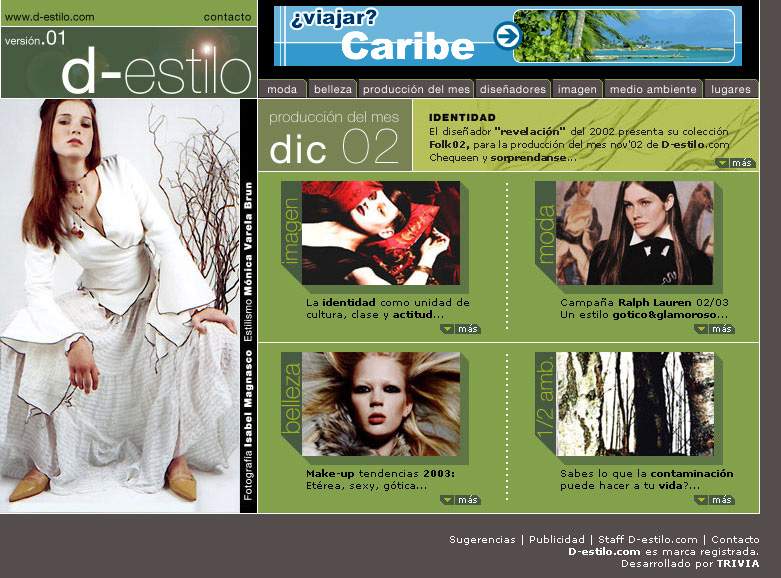 www.d-estilo.com
contacto
versión.01
d-estilo
¿viajar?
Caribe
moda
belleza
producción del mes
diseñadores
imagen
medio ambiente
lugares
producción del mes
dic 02
IDENTIDAD
El diseñador "revelación" del 2002 presenta su colección
Folk02, para la producción del mes nov'02 de D-estilo.com
Chequeen y sorprendanse...
más
Fotografía Isabel Magnasco Estilismo Mónica Varela Brun
imagen
La identidad como unidad de
cultura, clase y actitud...
más
moda
Campaña Ralph Lauren 02/03
Un estilo gotico&glamoroso...
más
belleza
Make-up tendencias 2003:
Etérea, sexy, gótica...
más
1/2 amb.
Sabes lo que la contaminación
puede hacer a tu vida?...
más
Sugerencias | Publicidad | Staff D-estilo.com | Contacto
D-estilo.com es marca registrada.
Desarrollado por TRIVIA